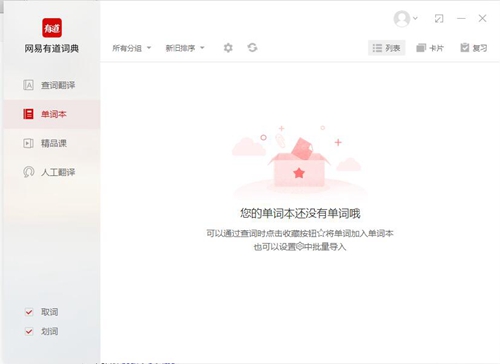 有道
网易有道词典
查词翻译
单词本
精品课
人工翻译
取词
划词
所有分组
新旧排序
列表
卡片
复习
您的单词本还没有单词哦
可以通过查词时点击收藏按钮☆将单词加入单词本
也可以设置中批量导入